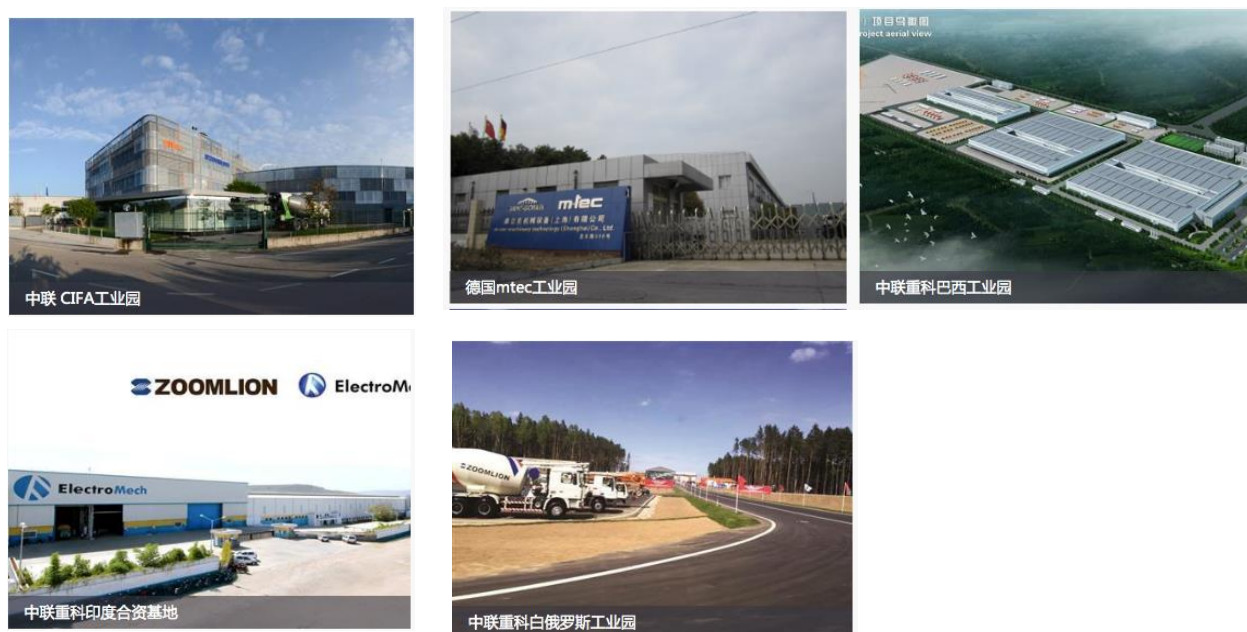 中联 CIFA工业园
m-tec
德国mtec工业园
项目鸟瞰图
roject aerial view
中联重科巴西工业园
ZOOMLION
ElectroM
ElectroMech
中联重科印度合资基地
ZOOMLION
中联重科白俄罗斯工业园